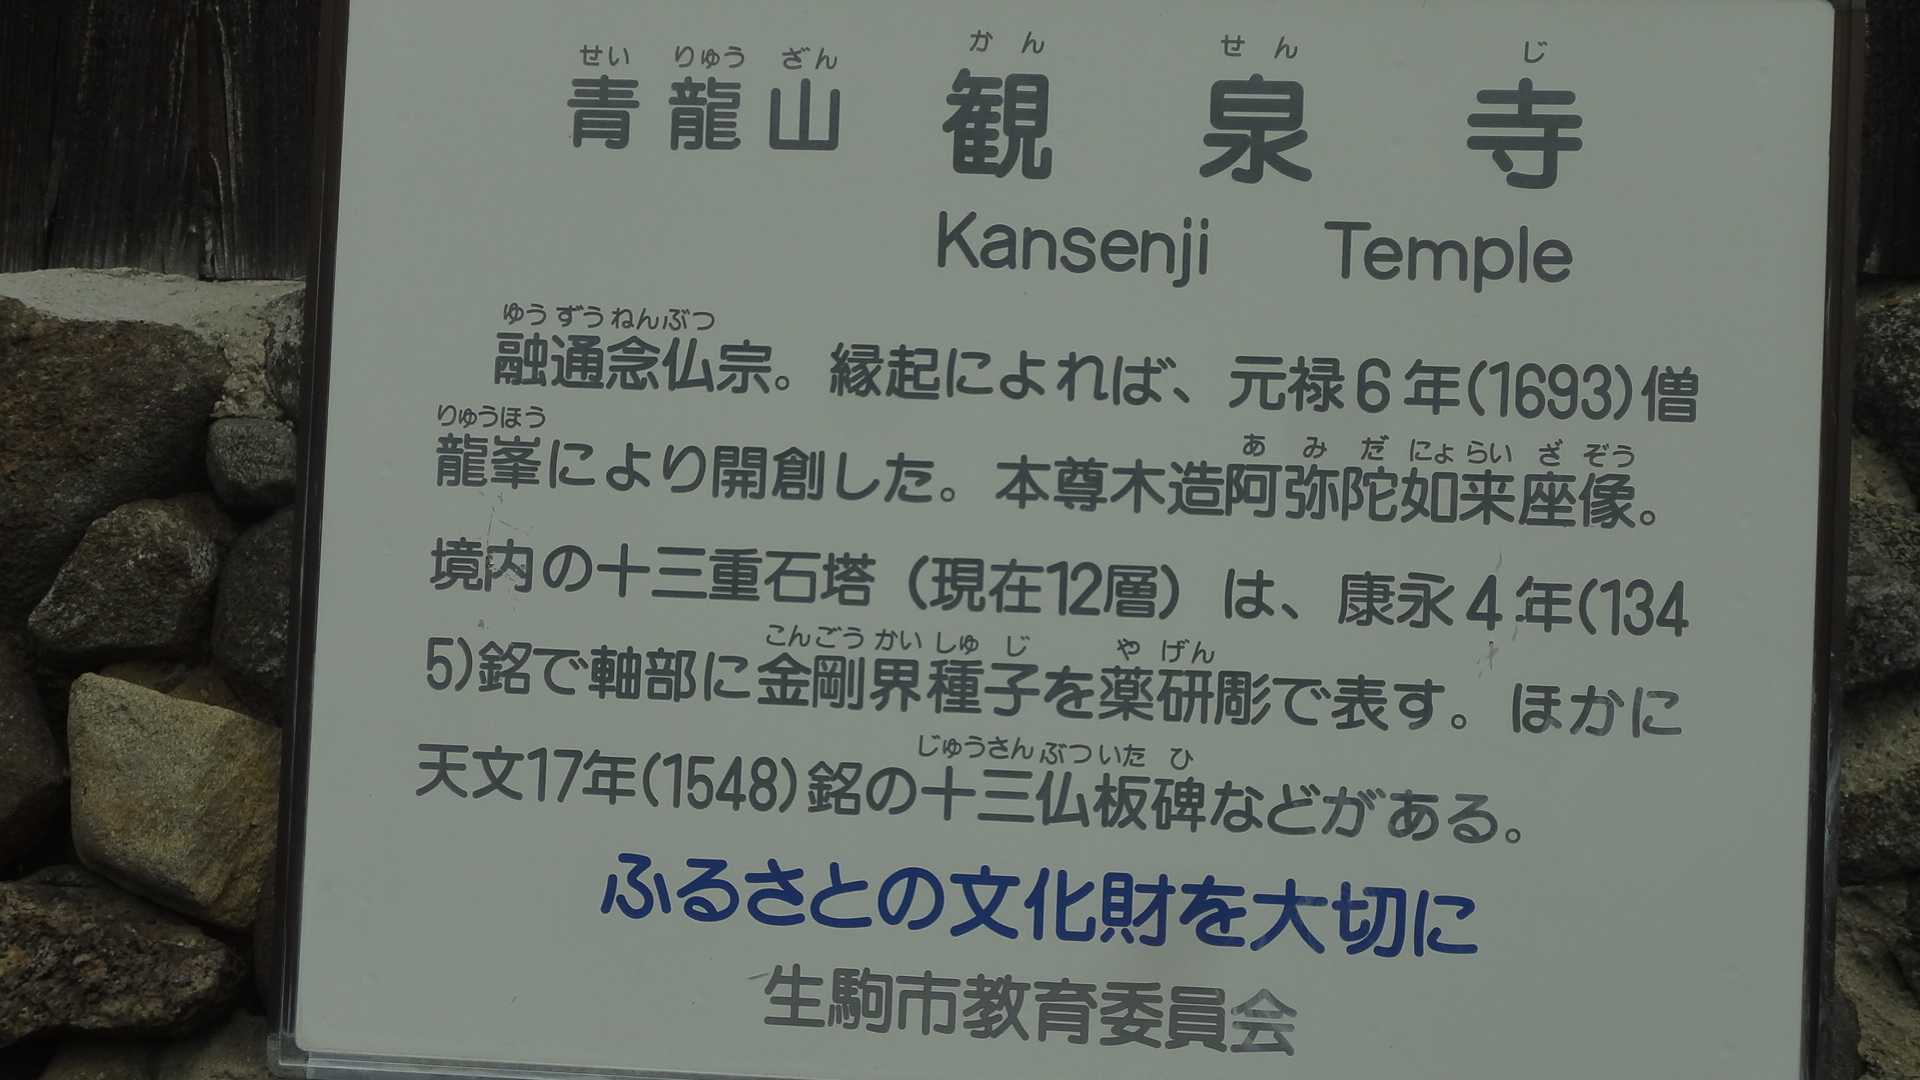 せい りゅう ざん かん せん じ
青龍山 観泉寺
Kansenji Temple
ゆうずうねんぶつ
融通念仏宗。縁起によれば、元禄6年(1693)僧
りゅうほう
龍峯により開創した。本尊木造阿弥陀如来座像。
あみだにょらいざぞう
境内の十三重石塔（現在12層）は、康永4年(134
こんごうかいしゅじ やげん
5)銘で軸部に金剛界種子を薬研彫で表す。ほかに
じゅうさんぶついたひ
天文17年(1548)銘の十三仏板碑などがある。
ふるさとの文化財を大切に
生駒市教育委員会